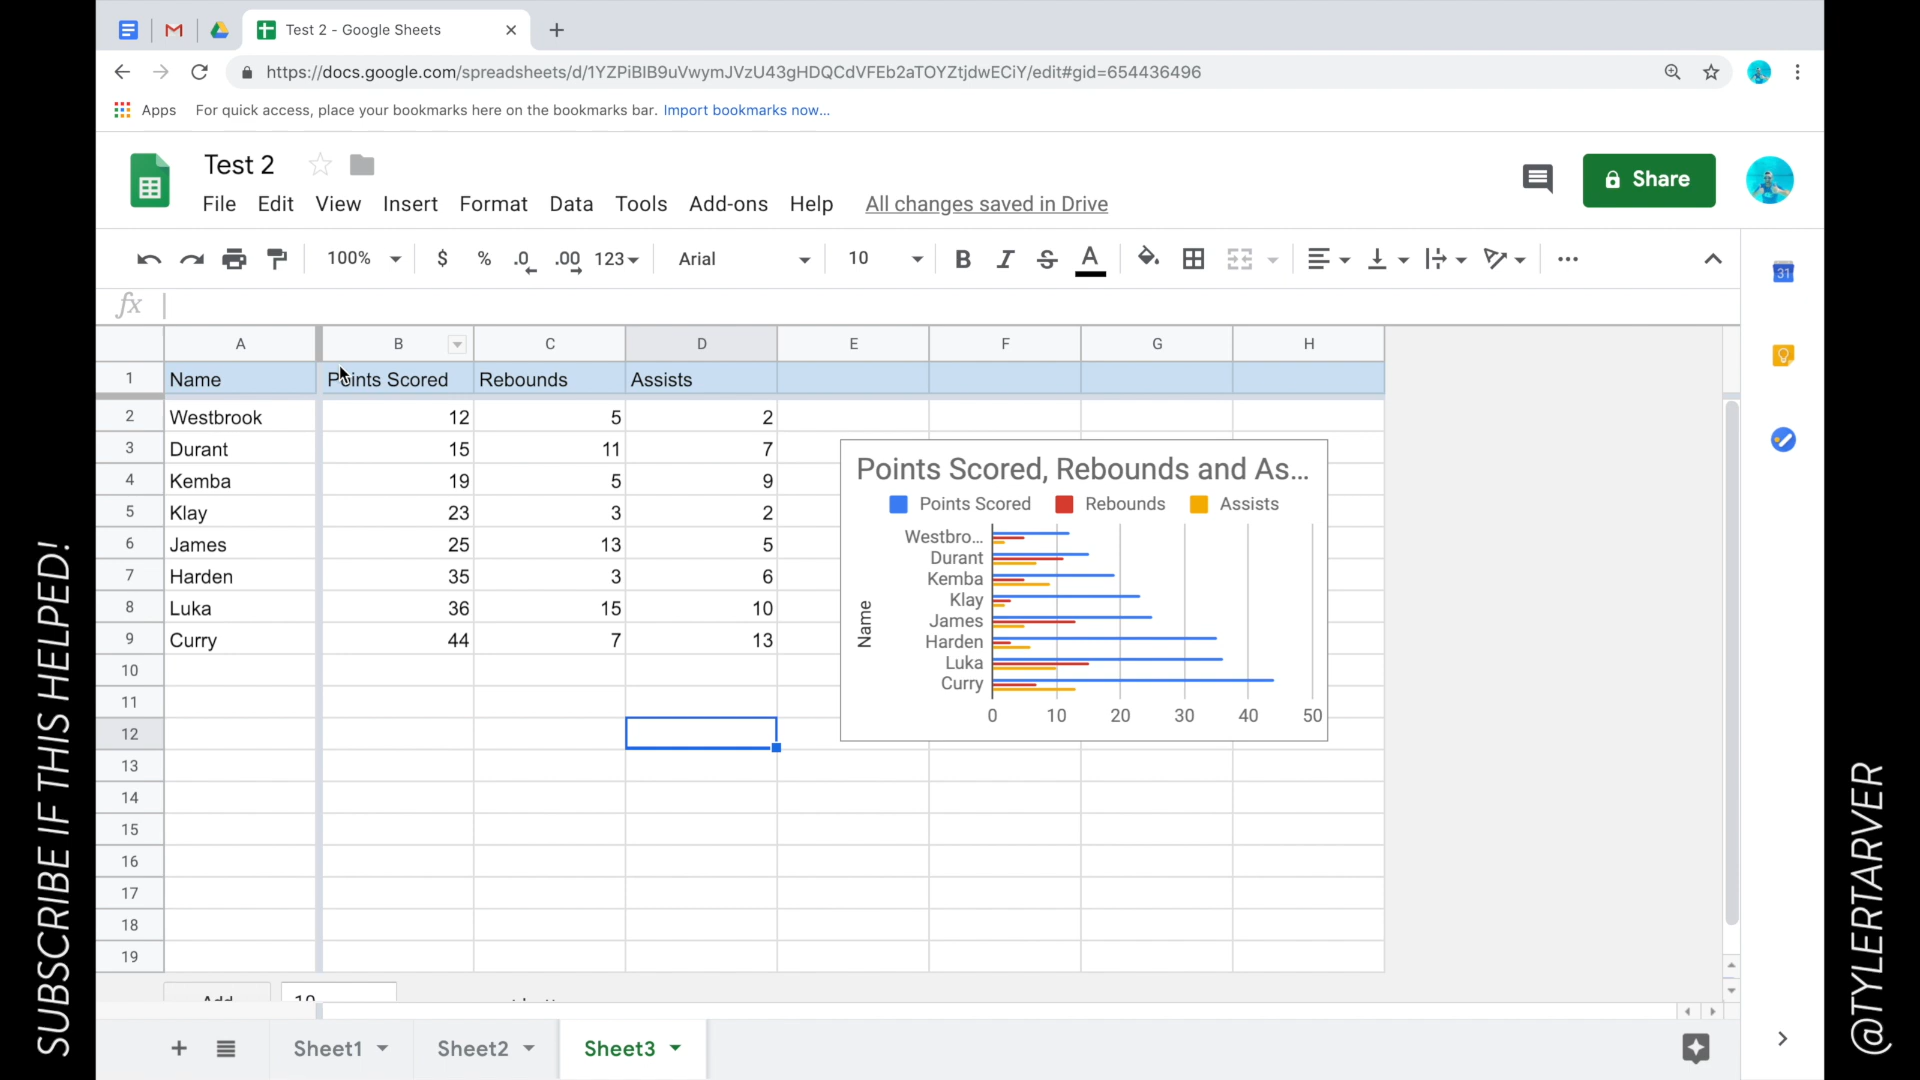 Test 2 - Google Sheets
https://docs.google.com/spreadsheets/d/1YZPiBIB9uVwymJVzU43gHDQCdVFEb2aTOYZtjdwECiY/edit#gid=654436496
Apps For quick access, place your bookmarks here on the bookmarks bar. Import bookmarks now...
Test 2
Share
File Edit View Insert Format Data Tools Add-ons Help All changes saved in Drive
100% $ % .0 .00 123 Arial 10 B I S A
31
fx
A B C D E F G H
1 Name Points Scored Rebounds Assists
2 Westbrook 12 5 2
3 Durant 15 11 7
4 Kemba 19 5 9
5 Klay 23 3 2
6 James 25 13 5
7 Harden 35 3 6
8 Luka 36 15 10
9 Curry 44 7 13
10
11
12
13
14
15
16
17
18
19
Points Scored, Rebounds and As...
Points Scored Rebounds Assists
Name
Westbro...
Durant
Kemba
Klay
James
Harden
Luka
Curry
0 10 20 30 40 50
Sheet1 Sheet2 Sheet3
SUBSCRIBE IF THIS HELPED!
@TYLERTARVER